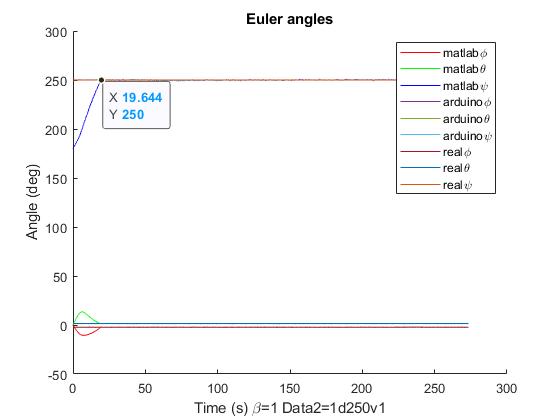 Euler angles
300
250
200
150
100
50
0
-50
Angle (deg)
X 19.644
Y 250
matlab ϕ
matlab θ
matlab ψ
arduino ϕ
arduino θ
arduino ψ
real ϕ
real θ
real ψ
0 50 100 150 200 250 300
Time (s) β=1 Data2=1d250v1